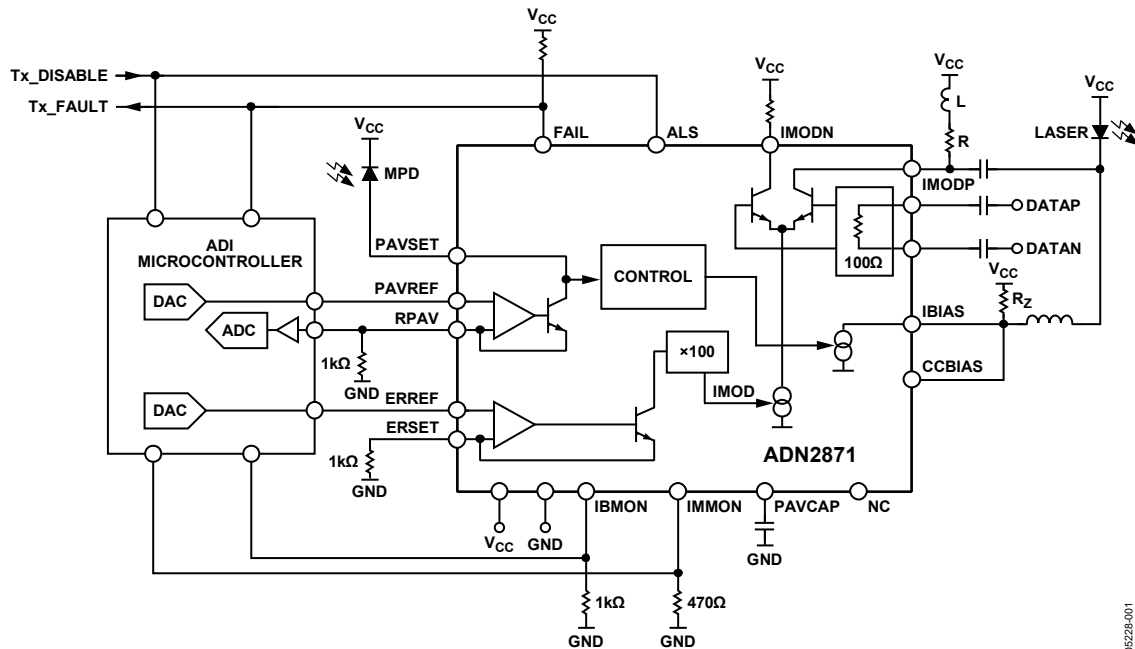 VCC
Tx_DISABLE
Tx_FAULT
VCC
VCC
VCC
L
R
LASER
FAIL
ALS
IMODN
VCC
MPD
IMODP
DATAP
DATAN
100Ω
ADI
MICROCONTROLLER
PAVSET
CONTROL
VCC
RZ
DAC
PAVREF
ADC
RPAV
IBIAS
1kΩ
GND
×100
CCBIAS
IMOD
DAC
ERREF
ERSET
1kΩ
GND
ADN2871
VCC
GND
IBMON
IMMON
PAVCAP
NC
GND
1kΩ
470Ω
GND
GND
05228-001